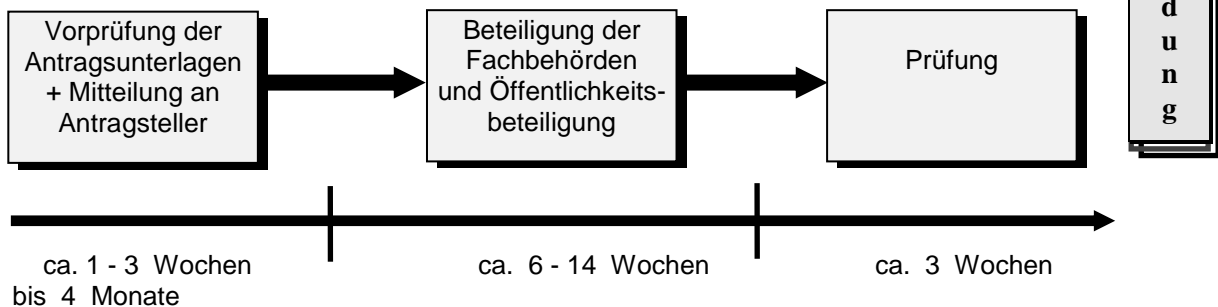 Vorprüfung der
Antragsunterlagen
+ Mitteilung an
Antragsteller
Beteiligung der
Fachbehörden
und Öffentlichkeits-
beteiligung
Prüfung
d
u
n
g
ca. 1 - 3 Wochen
bis 4 Monate
ca. 6 - 14 Wochen
ca. 3 Wochen